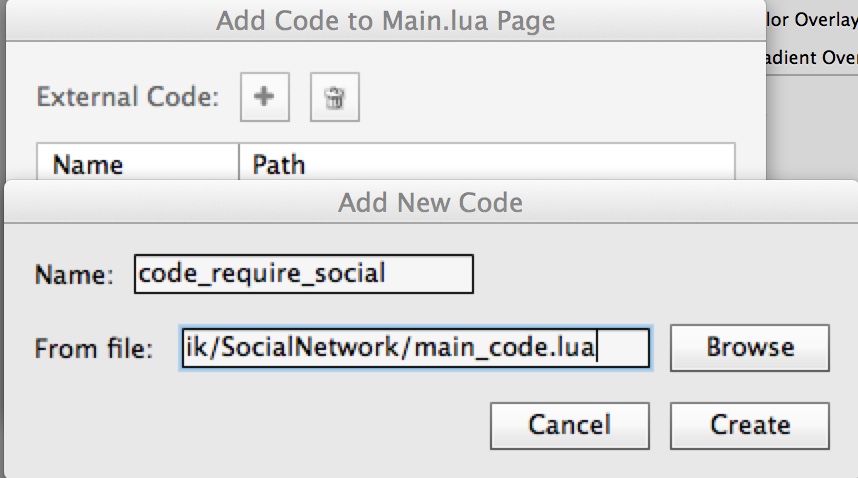 Add Code to Main.lua Page
lor Overlay
adient Over
External Code: +
Name Path
Add New Code
Name: code_require_social
From file: ik/SocialNetwork/main_code.lua Browse
Cancel Create